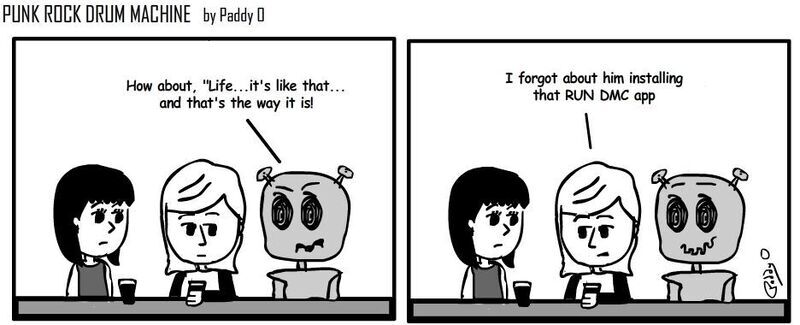 PUNK ROCK DRUM MACHINE by Paddy O
How about, "Life...it's like that...
and that's the way it is!
I forgot about him installing
that RUN DMC app
Paddy O